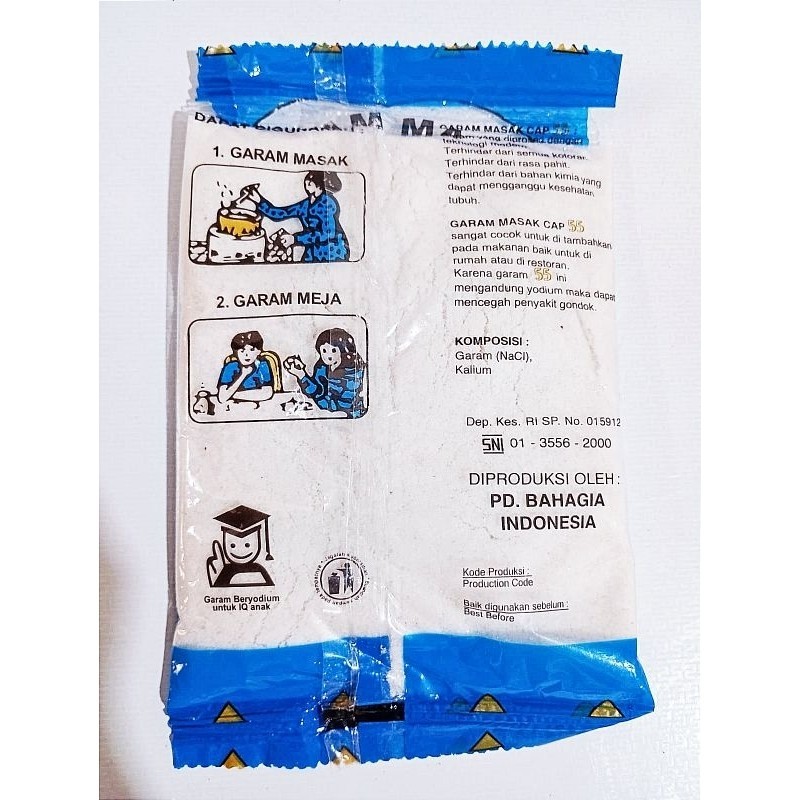 1. GARAM MASAK
2. GARAM MEJA
Garam Beryodium
untuk IQ anak
GARAM MASAK CAP 55
garam yang diproses dengan
teknologi modern.
Terhindar dari semua kotoran.
Terhindar dari rasa pahit.
Terhindar dari bahan kimia yang
dapat mengganggu kesehatan
tubuh.
GARAM MASAK CAP 55
sangat cocok untuk di tambahkan
pada makanan baik untuk di
rumah atau di restoran.
Karena garam 55 ini
mengandung yodium maka dapat
mencegah penyakit gondok.
KOMPOSISI :
Garam (NaCl),
Kalium
Dep. Kes. RI SP. No. 015912
SNI 01 - 3556 - 2000
DIPRODUKSI OLEH :
PD. BAHAGIA
INDONESIA
Kode Produksi :
Production Code
Baik digunakan sebelum :
Best Before